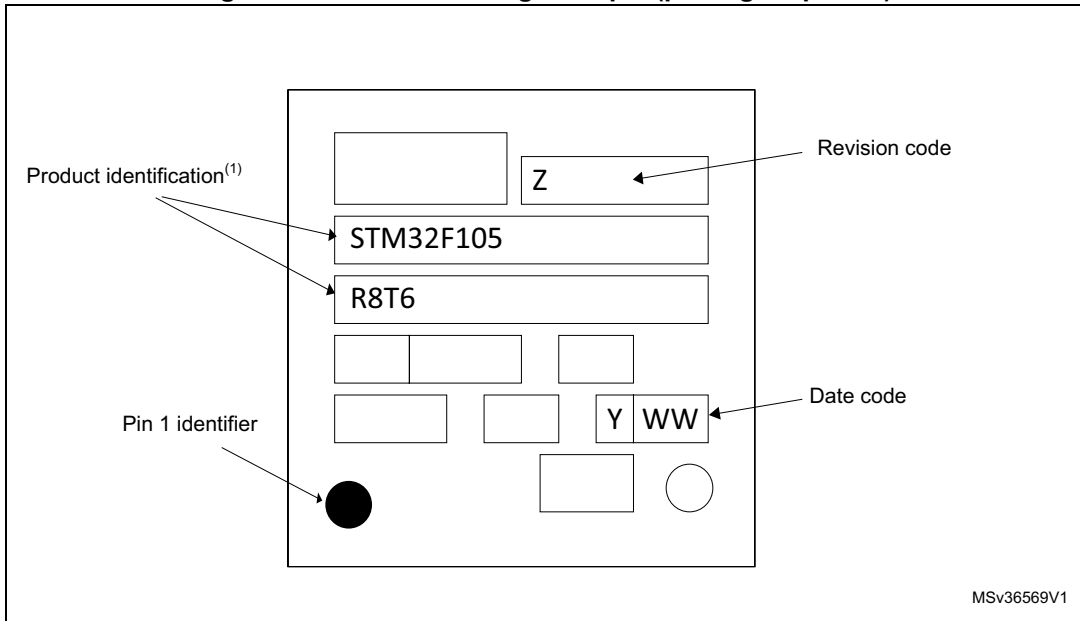 Revision code
Z
Product identification(1)
STM32F105
R8T6
Date code
Y WW
Pin 1 identifier
MSv36569V1